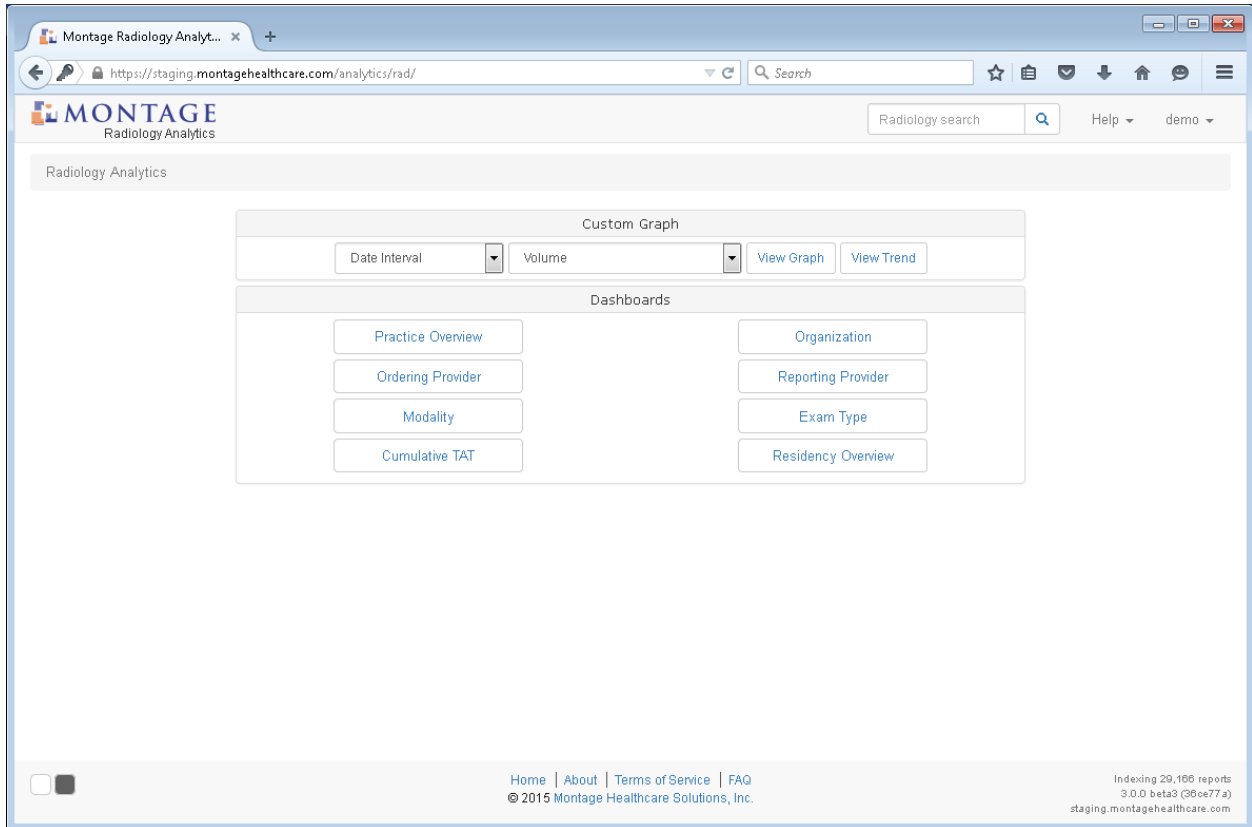 Montage Radiology Analyt...
https://staging.montagehealthcare.com/analytics/rad/
Search
MONTAGE
Radiology Analytics
Radiology search
Help
demo
Radiology Analytics
Custom Graph
Date Interval
Volume
View Graph
View Trend
Dashboards
Practice Overview
Organization
Ordering Provider
Reporting Provider
Modality
Exam Type
Cumulative TAT
Residency Overview
Home | About | Terms of Service | FAQ
© 2015 Montage Healthcare Solutions, Inc.
Indexing 29,166 reports
3.0.0 beta3 (36ce77a)
staging.montagehealthcare.com